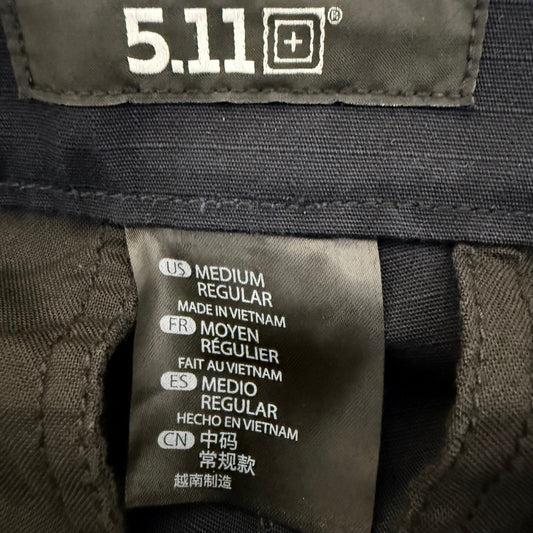 5.11®
US MEDIUM
REGULAR
MADE IN VIETNAM
FR MOYEN
RÉGULIER
FAIT AU VIETNAM
ES MEDIO
REGULAR
HECHO EN VIETNAM
CN 中码
常规款
越南制造